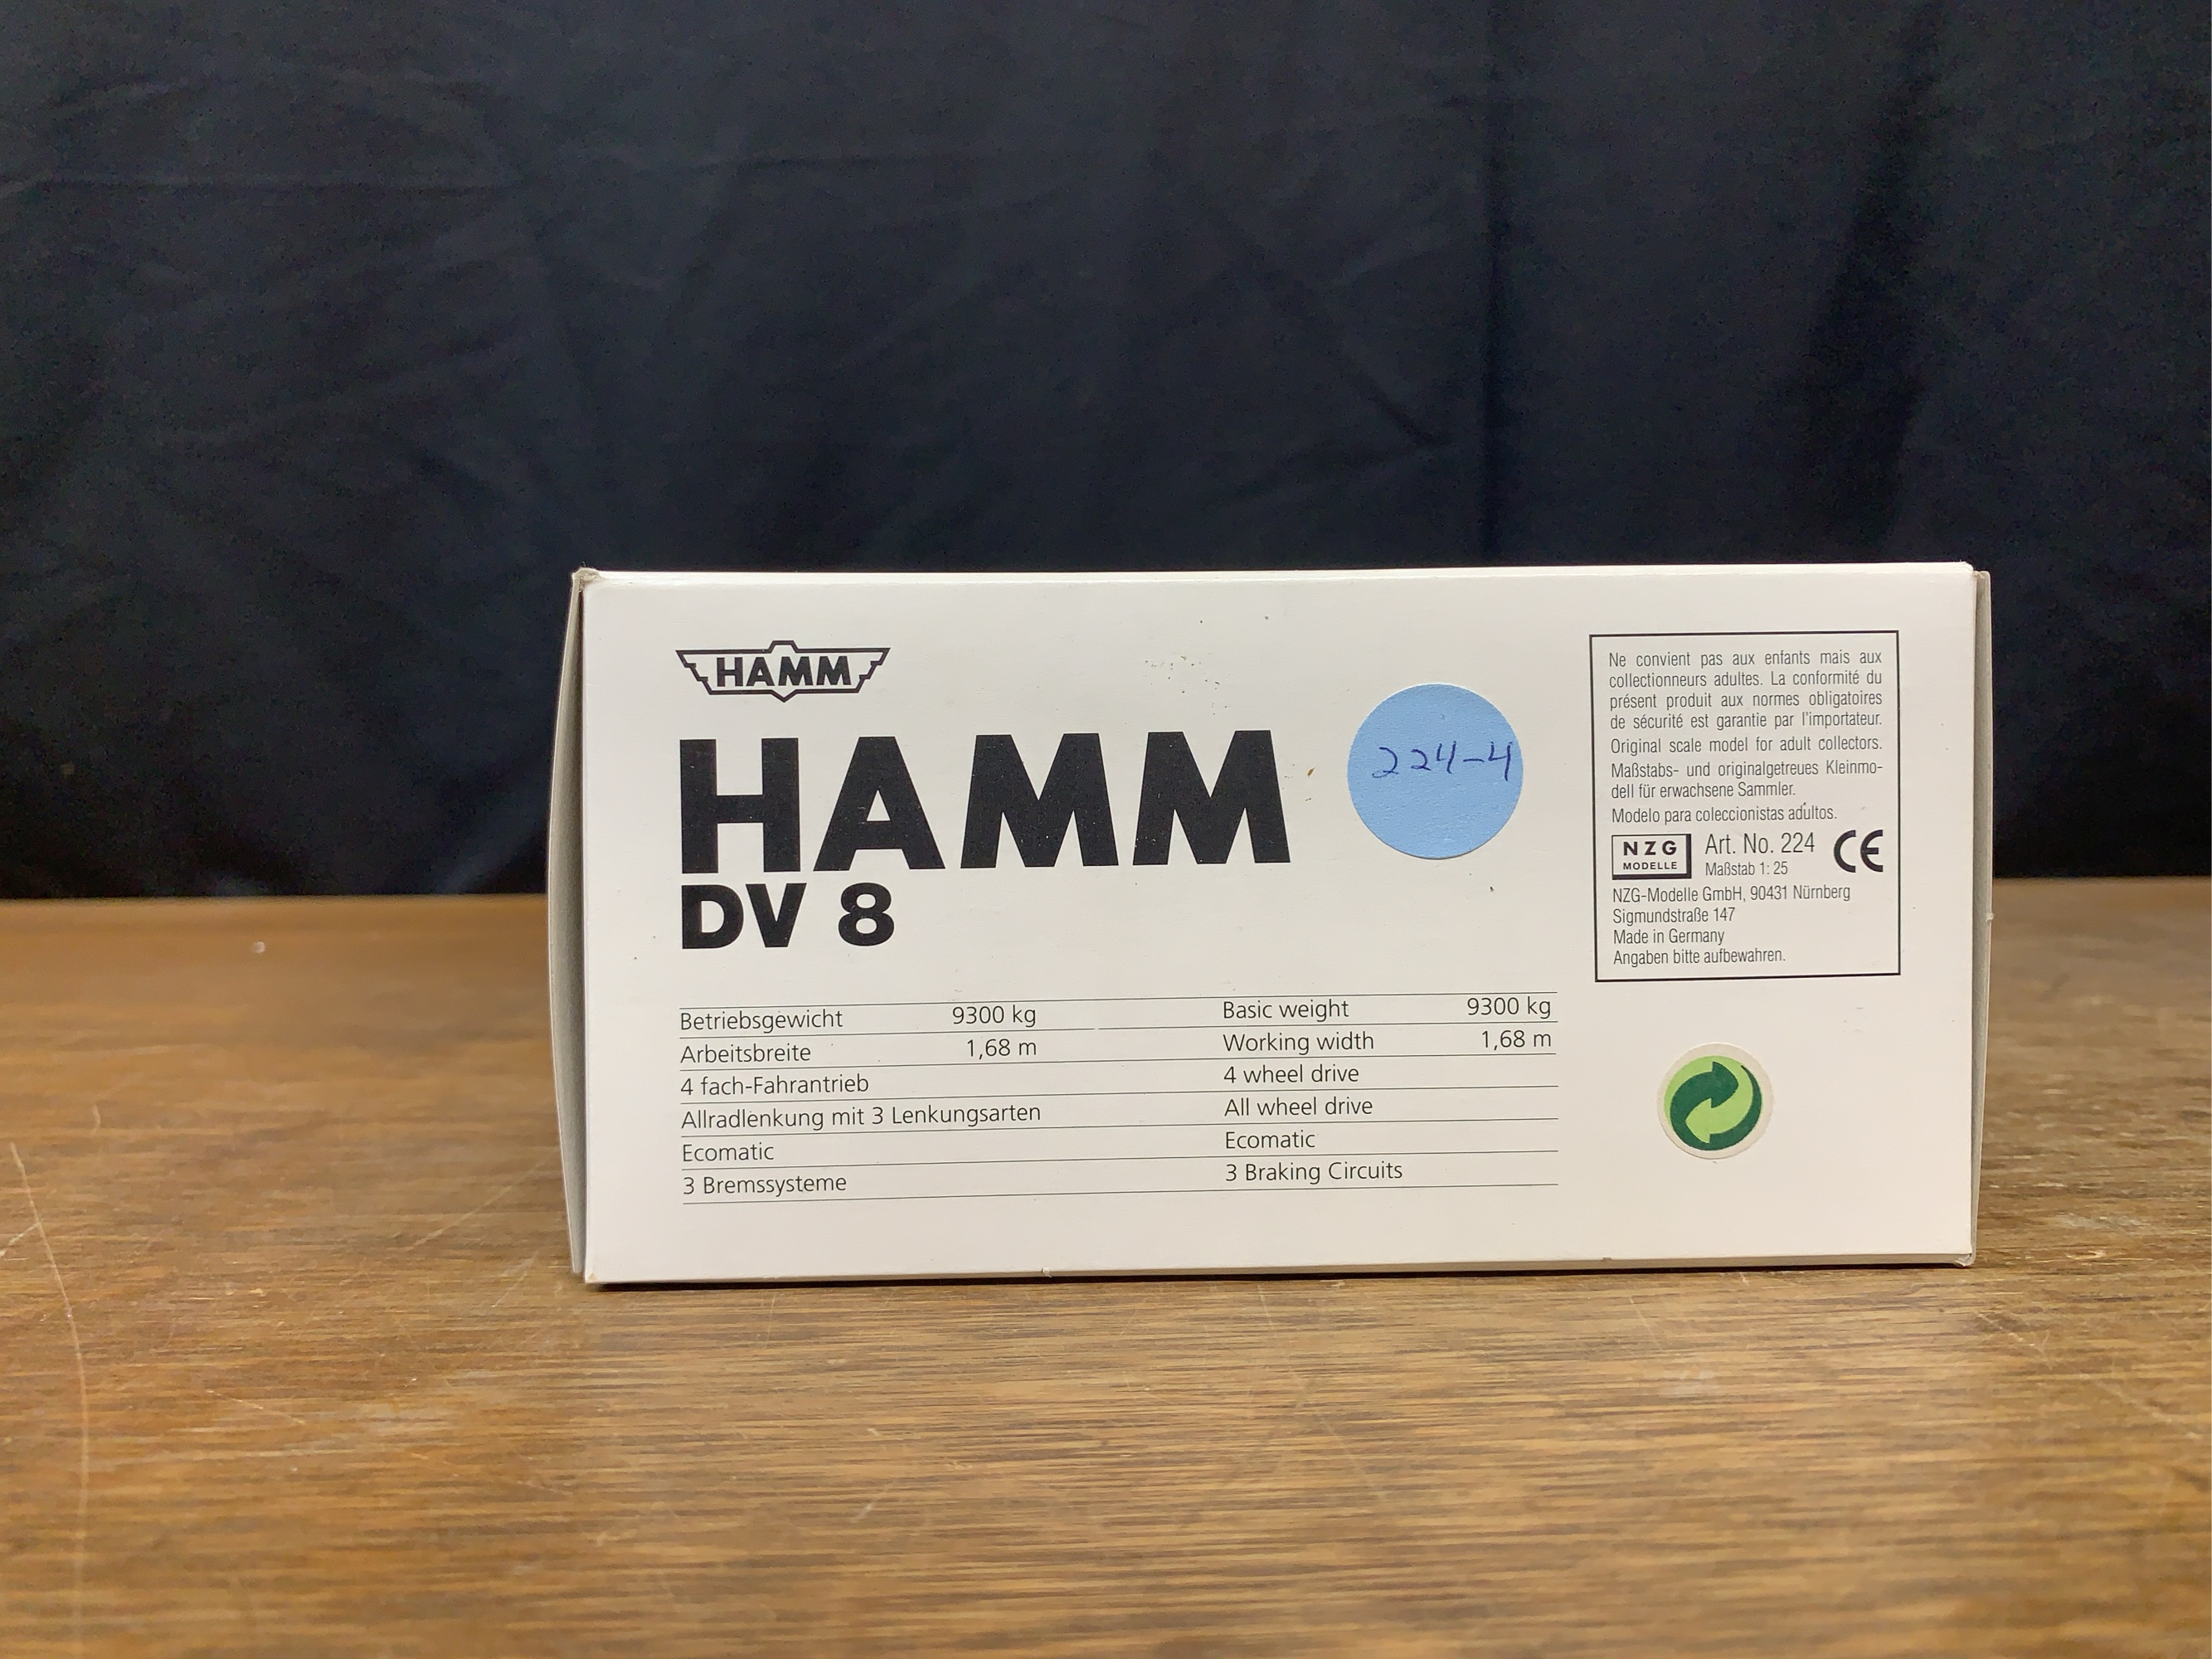 HAMM
HAMM
DV 8
224-4
Betriebsgewicht 9300 kg
Arbeitsbreite 1,68 m
4 fach-Fahrantrieb
Allradlenkung mit 3 Lenkungsarten
Ecomatic
3 Bremssysteme
Basic weight 9300 kg
Working width 1,68 m
4 wheel drive
All wheel drive
Ecomatic
3 Braking Circuits
Ne convient pas aux enfants mais aux
collectionneurs adultes. La conformité du
présent produit aux normes obligatoires
de sécurité est garantie par l'importateur.
Original scale model for adult collectors.
Maßstabs- und originalgetreues Kleinmo-
dell für erwachsene Sammler.
Modelo para coleccionistas adultos.
NZG
MODELLE
Art. No. 224
Maßstab 1:25
CE
NZG-Modelle GmbH, 90431 Nürnberg
Sigmundstraße 147
Made in Germany
Angaben bitte aufbewahren.